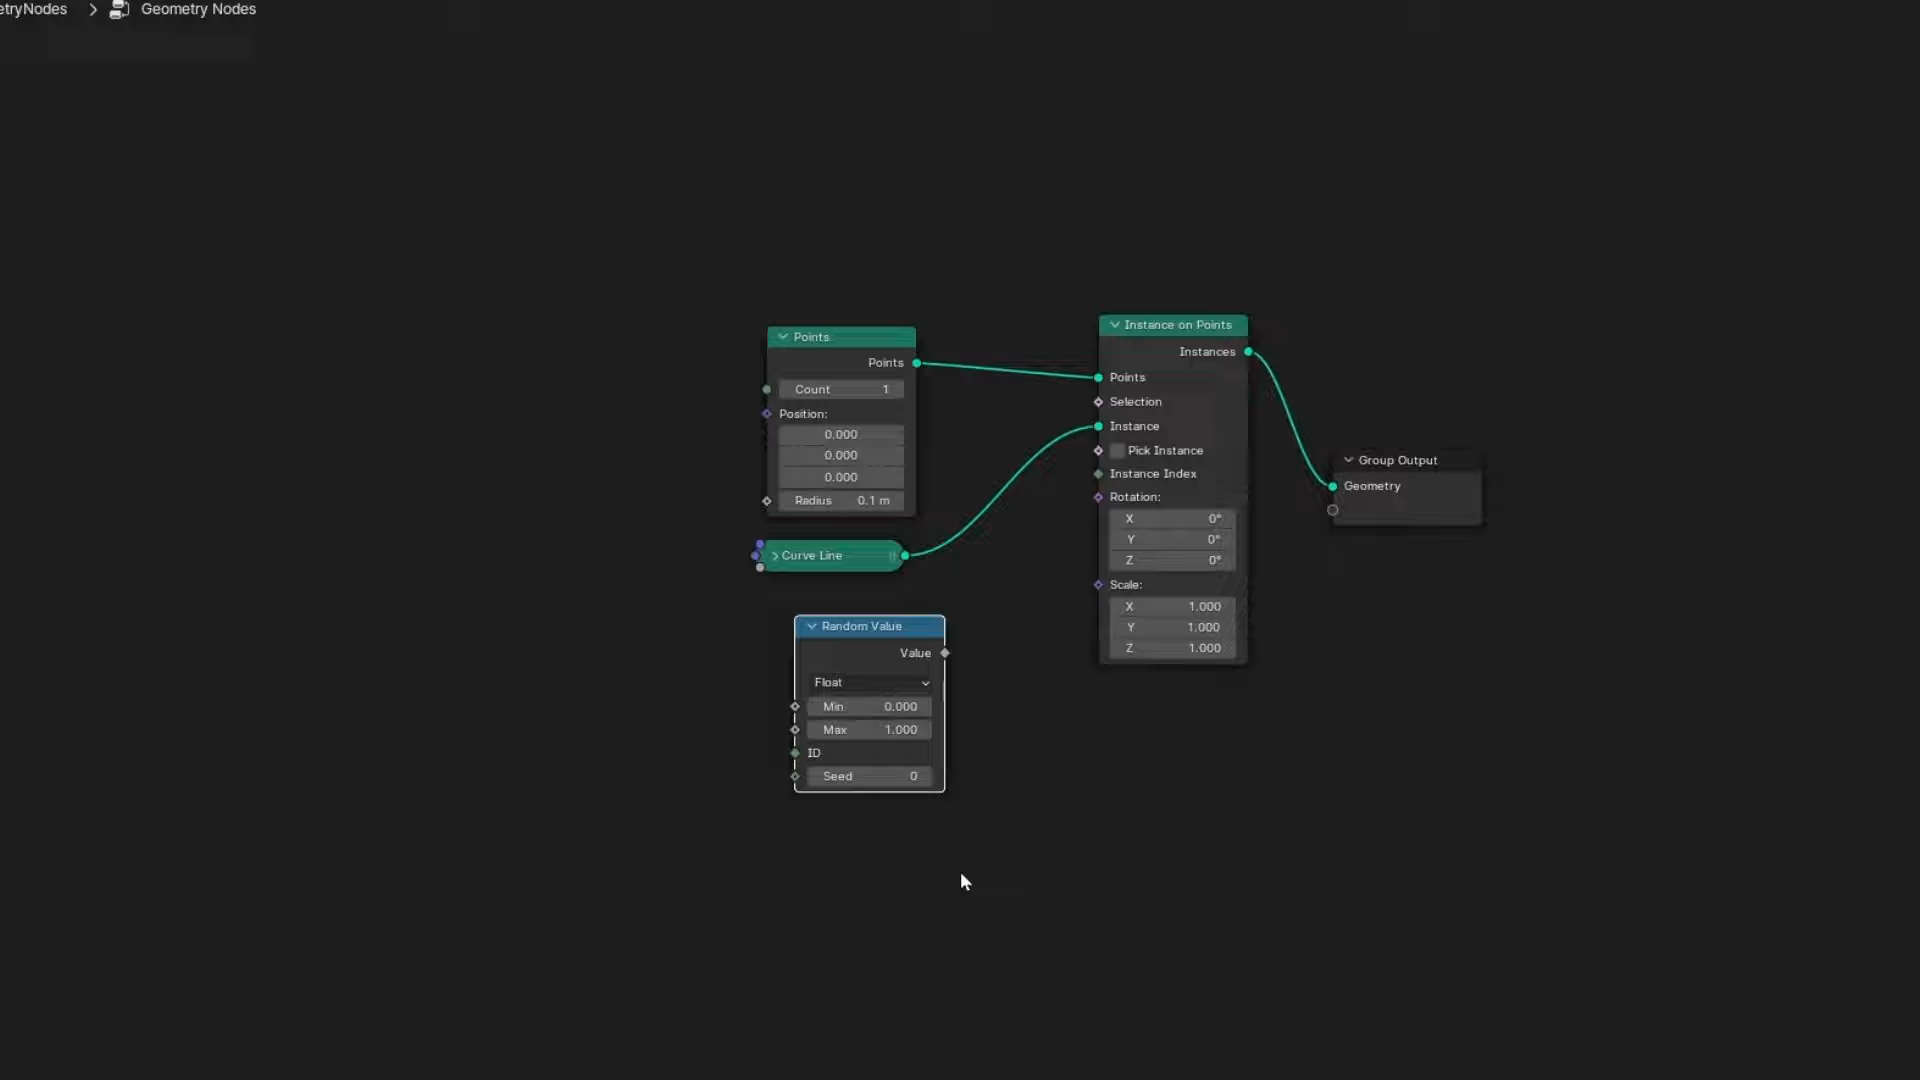 etryNodes > Geometry Nodes
Points
Points
Count 1
Position:
0.000
0.000
0.000
Radius 0.1 m
Curve Line
Random Value
Value
Float
Min 0.000
Max 1.000
ID
Seed 0
Instance on Points
Instances
Points
Selection
Instance
Pick Instance
Instance Index
Rotation:
X 0°
Y 0°
Z 0°
Scale:
X 1.000
Y 1.000
Z 1.000
Group Output
Geometry